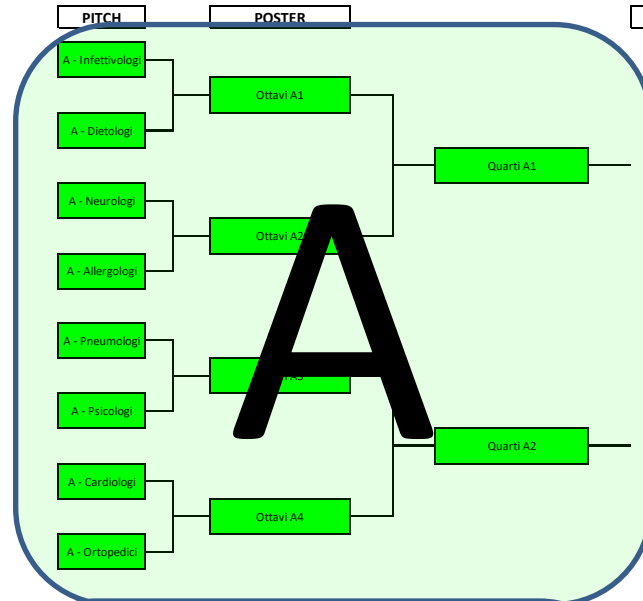 PITCH POSTER
A - Infettivologi
Ottavi A1
A - Dietologi
Quarti A1
A - Neurologi
Ottavi A2
A - Allergologi
A
A - Pneumologi
A - Psicologi
Quarti A2
A - Cardiologi
Ottavi A4
A - Ortopedici